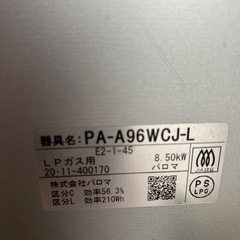 器具名: PA-A96WCJ-L
E2-1-45
LPガス用 8.50kW
20・11-400170 パロマ
株式会社パロマ
区分C 効率56.3%
区分L 効率210Wh
PS
LPG